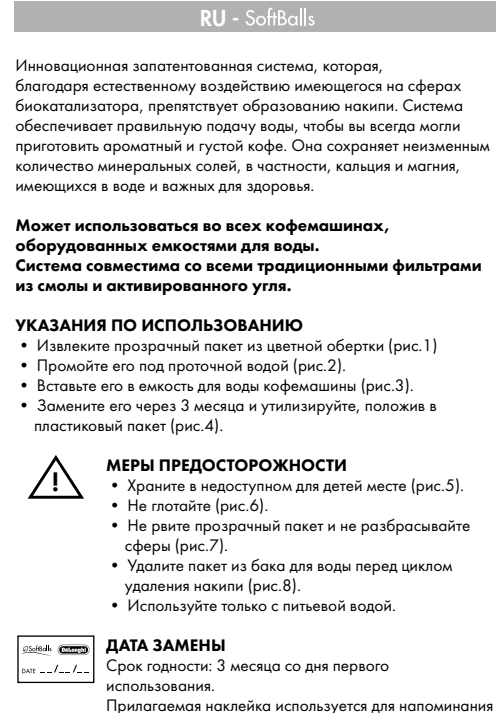 RU - SoftBalls
Инновационная запатентованная система, которая,
благодаря естественному воздействию имеющегося на сферах
биокатализатора, препятствует образованию накипи. Система
обеспечивает правильную подачу воды, чтобы вы всегда могли
приготовить ароматный и густой кофе. Она сохраняет неизменным
количество минеральных солей, в частности, кальция и магния,
имеющихся в воде и важных для здоровья.
Может использоваться во всех кофемашинах,
оборудованных емкостями для воды.
Система совместима со всеми традиционными фильтрами
из смолы и активированного угля.
УКАЗАНИЯ ПО ИСПОЛЬЗОВАНИЮ
• Извлеките прозрачный пакет из цветной обертки (рис.1)
• Промойте его под проточной водой (рис.2).
• Вставьте его в емкость для воды кофемашины (рис.3).
• Замените его через 3 месяца и утилизируйте, положив в
пластиковый пакет (рис.4).
!
МЕРЫ ПРЕДОСТОРОЖНОСТИ
• Храните в недоступном для детей месте (рис.5).
• Не глотайте (рис.6).
• Не рвите прозрачный пакет и не разбрасывайте
сферы (рис.7).
• Удалите пакет из бака для воды перед циклом
удаления накипи (рис.8).
• Используйте только с питьевой водой.
SoftBalls DeLonghi
DATE _ _/_ _/_ _
ДАТА ЗАМЕНЫ
Срок годности: 3 месяца со дня первого
использования.
Прилагаемая наклейка используется для напоминания